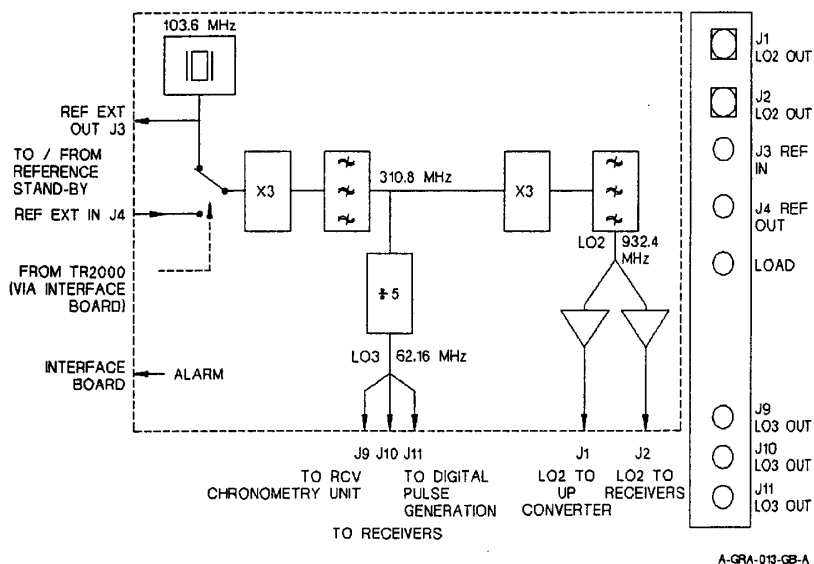 103.6 MHz
REF EXT
OUT J3
TO / FROM
REFERENCE
STAND-BY
REF EXT IN J4
FROM TR2000
(VIA INTERFACE
BOARD)
INTERFACE
BOARD
ALARM
X3
310.8 MHz
X3
÷5
LO3 62.16 MHz
LO2 932.4
MHz
J9 J10 J11
J1 J2
TO RCV
CHRONOMETRY UNIT
TO DIGITAL
PULSE
GENERATION
TO RECEIVERS
LO2 TO
UP
CONVERTER
LO2 TO
RECEIVERS
J1
LO2 OUT
J2
LO2 OUT
J3 REF
IN
J4 REF
OUT
LOAD
J9
LO3 OUT
J10
LO3 OUT
J11
LO3 OUT
A-GRA-013-GB-A